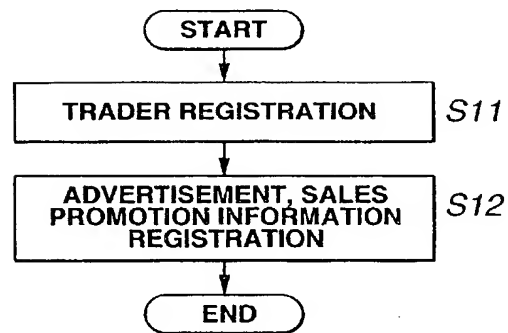 START
TRADER REGISTRATION
S11
ADVERTISEMENT, SALES
PROMOTION INFORMATION
REGISTRATION
S12
END